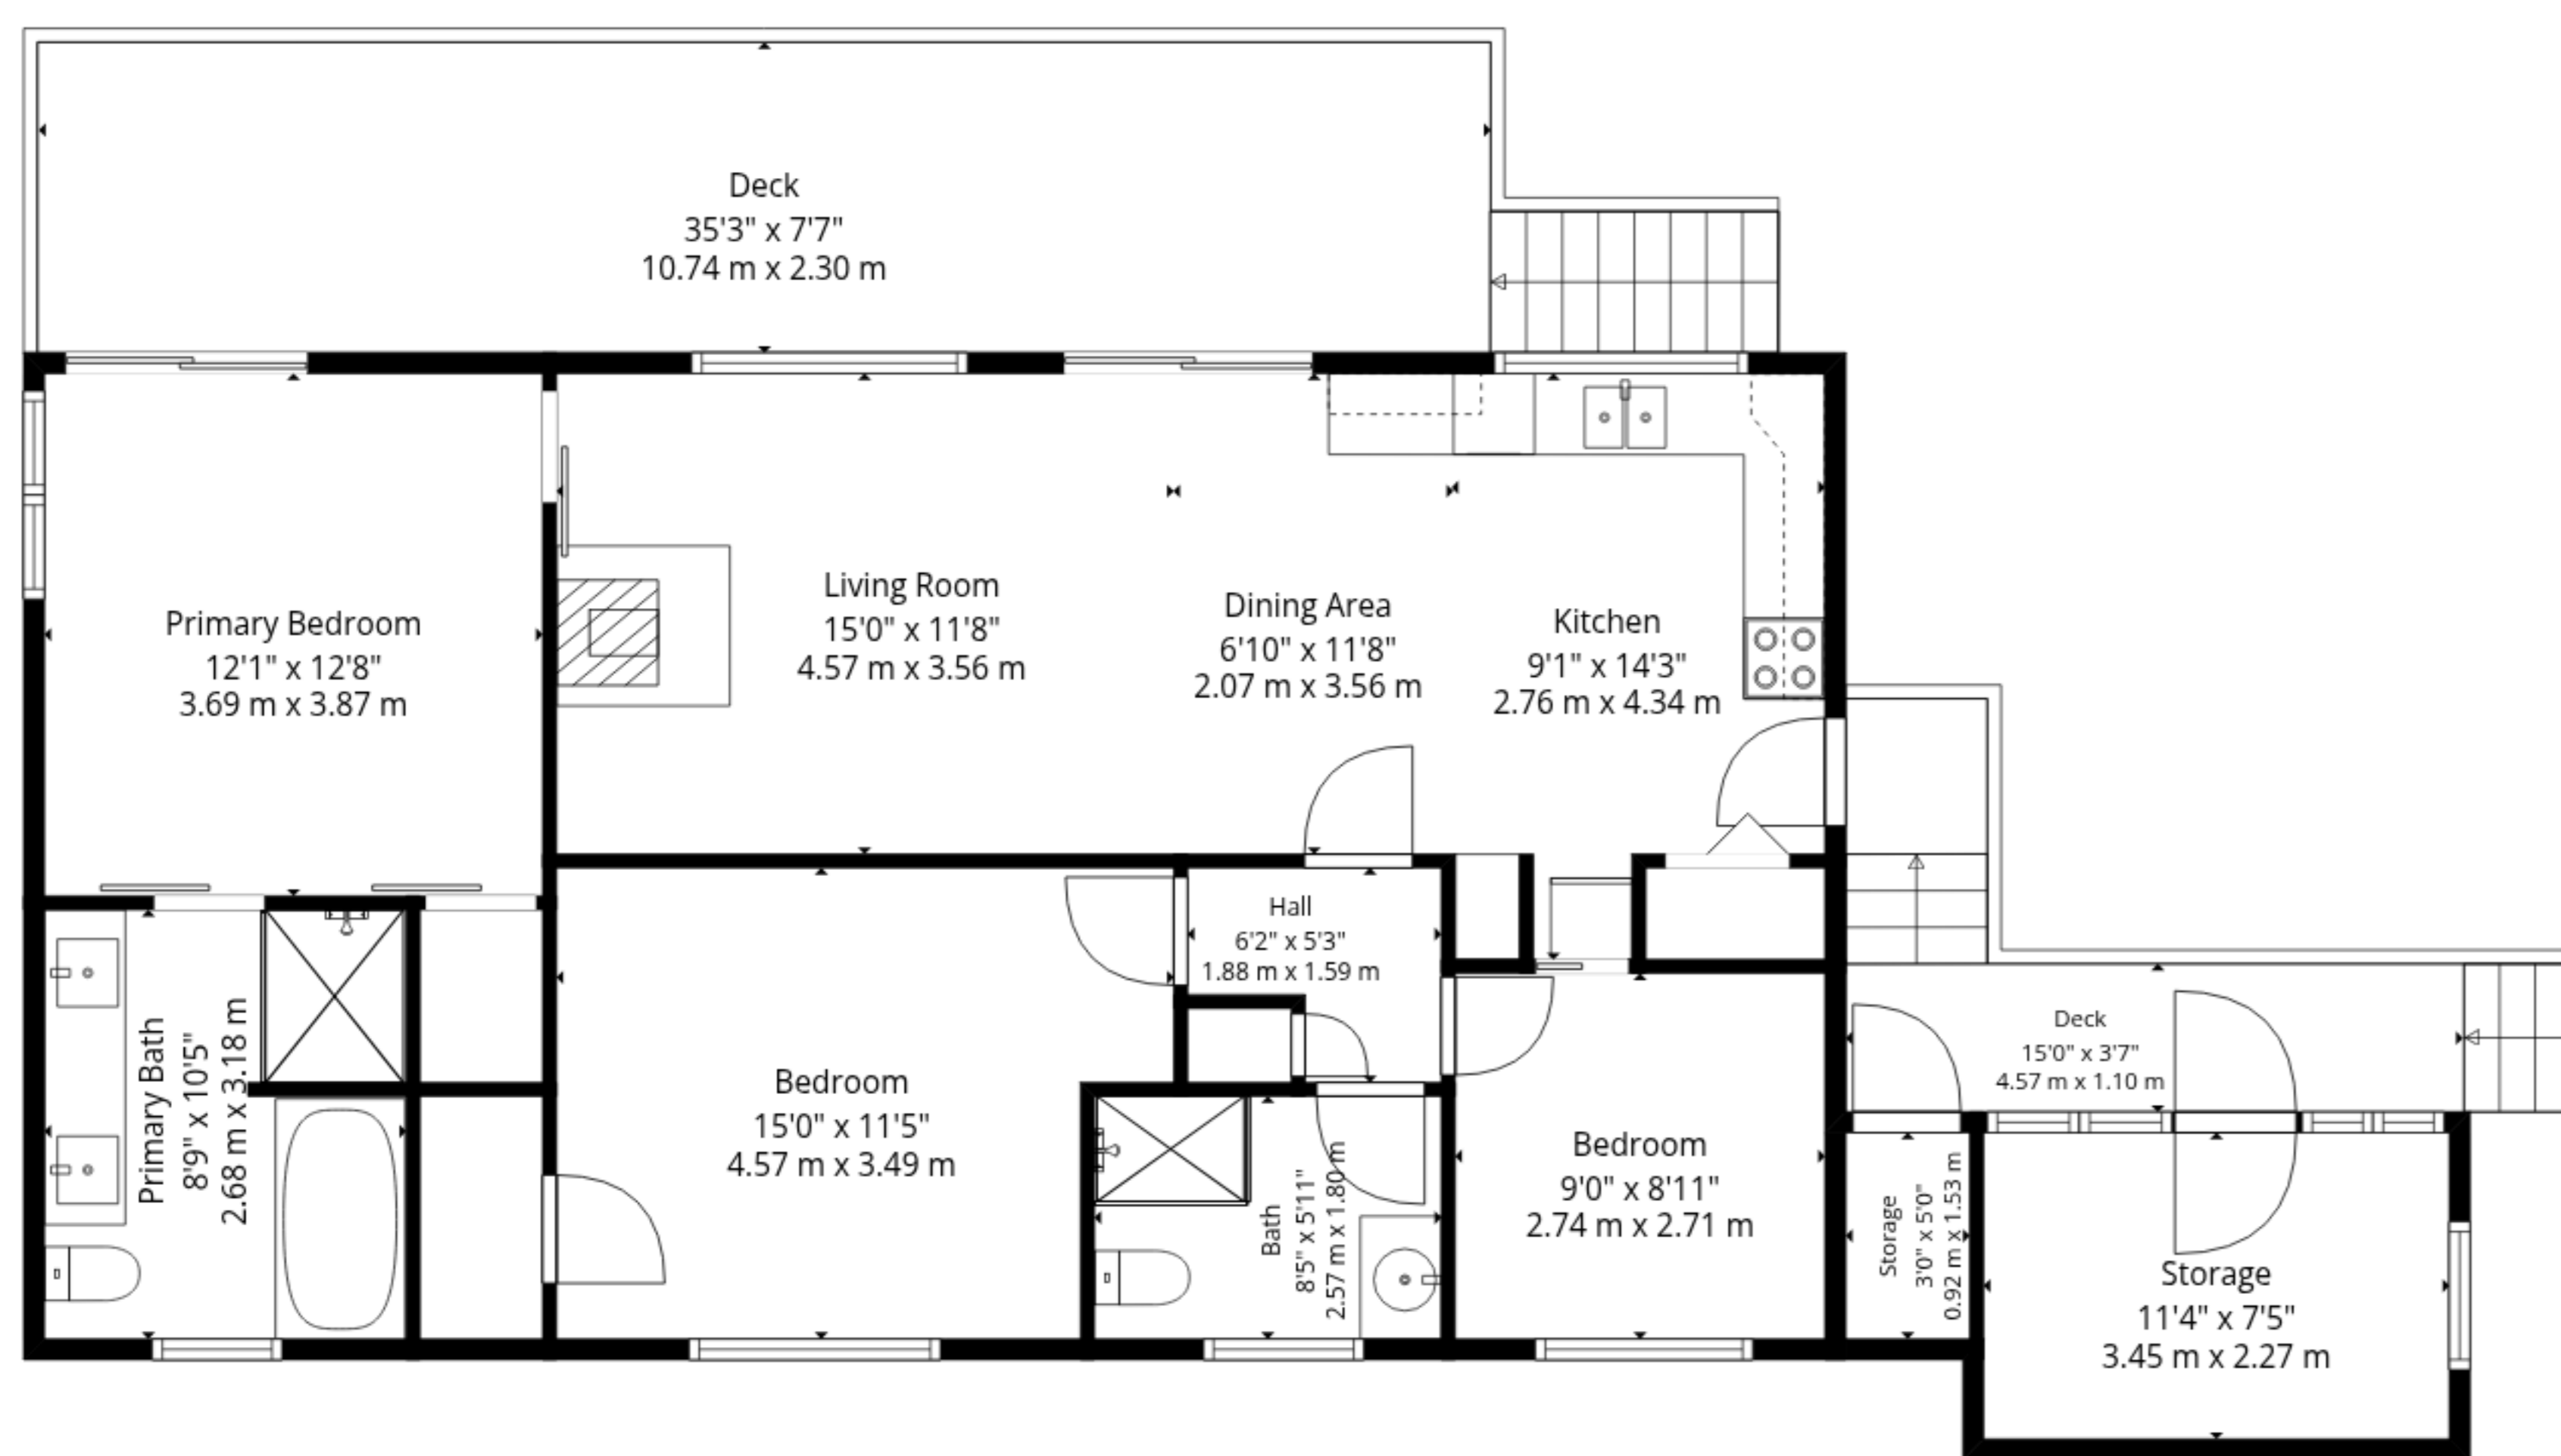 Deck
35'3" x 7'7"
10.74 m x 2.30 m
Primary Bedroom
12'1" x 12'8"
3.69 m x 3.87 m
Living Room
15'0" x 11'8"
4.57 m x 3.56 m
Dining Area
6'10" x 11'8"
2.07 m x 3.56 m
Kitchen
9'1" x 14'3"
2.76 m x 4.34 m
Primary Bath
8'9" x 10'5"
2.68 m x 3.18 m
Bedroom
15'0" x 11'5"
4.57 m x 3.49 m
Hall
6'2" x 5'3"
1.88 m x 1.59 m
Bath
8'5" x 5'11"
2.57 m x 1.80 m
Bedroom
9'0" x 8'11"
2.74 m x 2.71 m
Deck
15'0" x 3'7"
4.57 m x 1.10 m
Storage
3'0" x 5'0"
0.92 m x 1.53 m
Storage
11'4" x 7'5"
3.45 m x 2.27 m